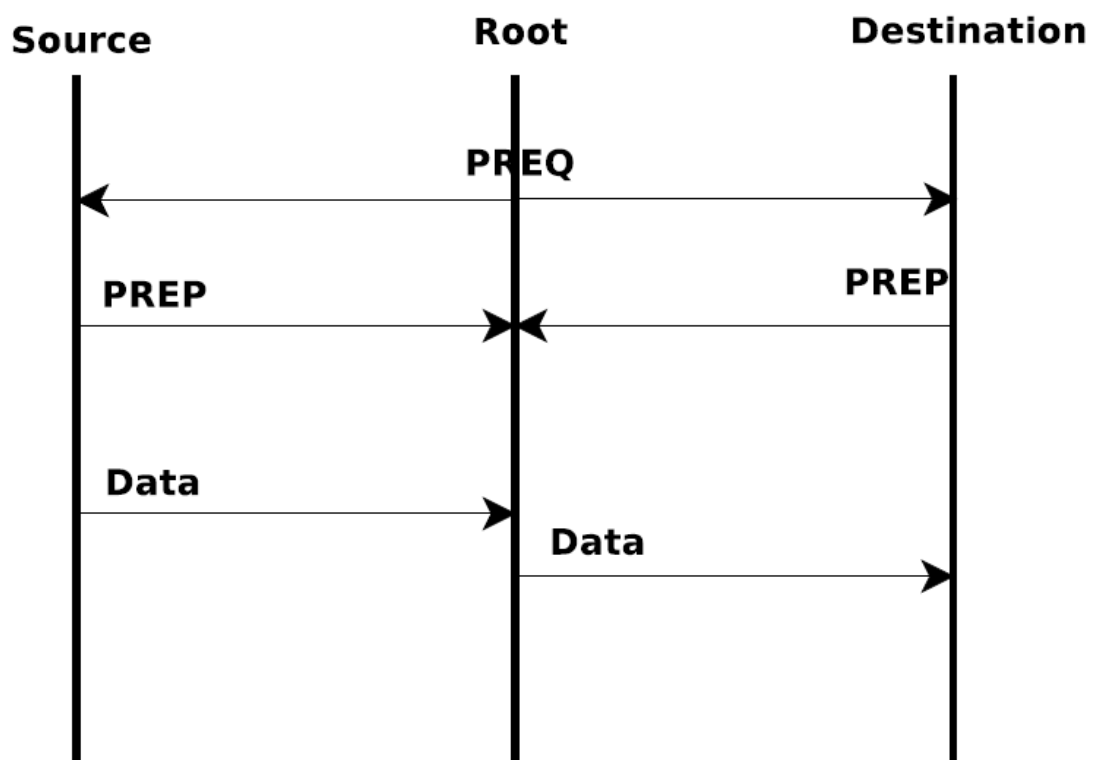 Source
Root
Destination
PREQ
PREP
PREP
Data
Data